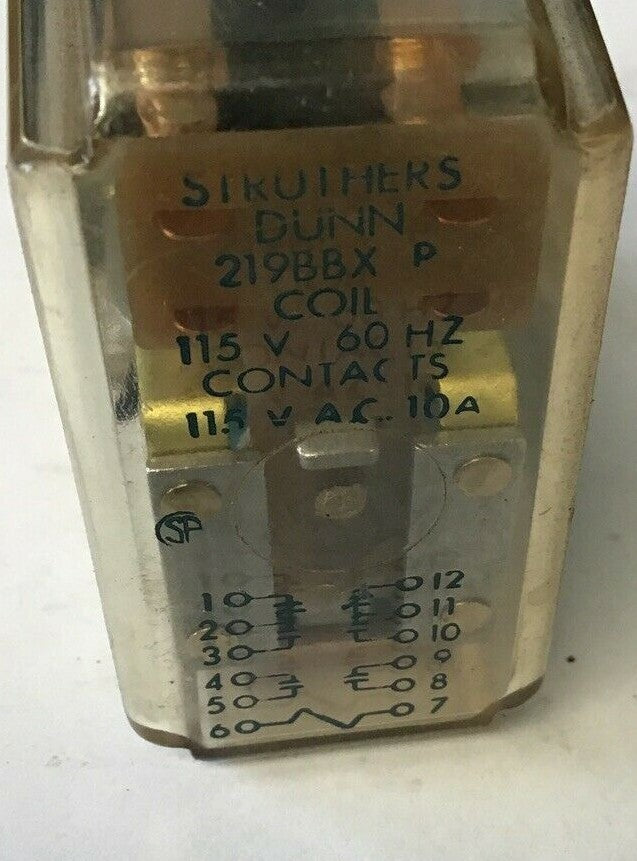 STRUTHERS
DUNN
219BBX P
COIL
115 V 60 HZ
CONTACTS
115 V AC. 10A
SP
1 12
2 11
3 10
4 9
5 8
6 7